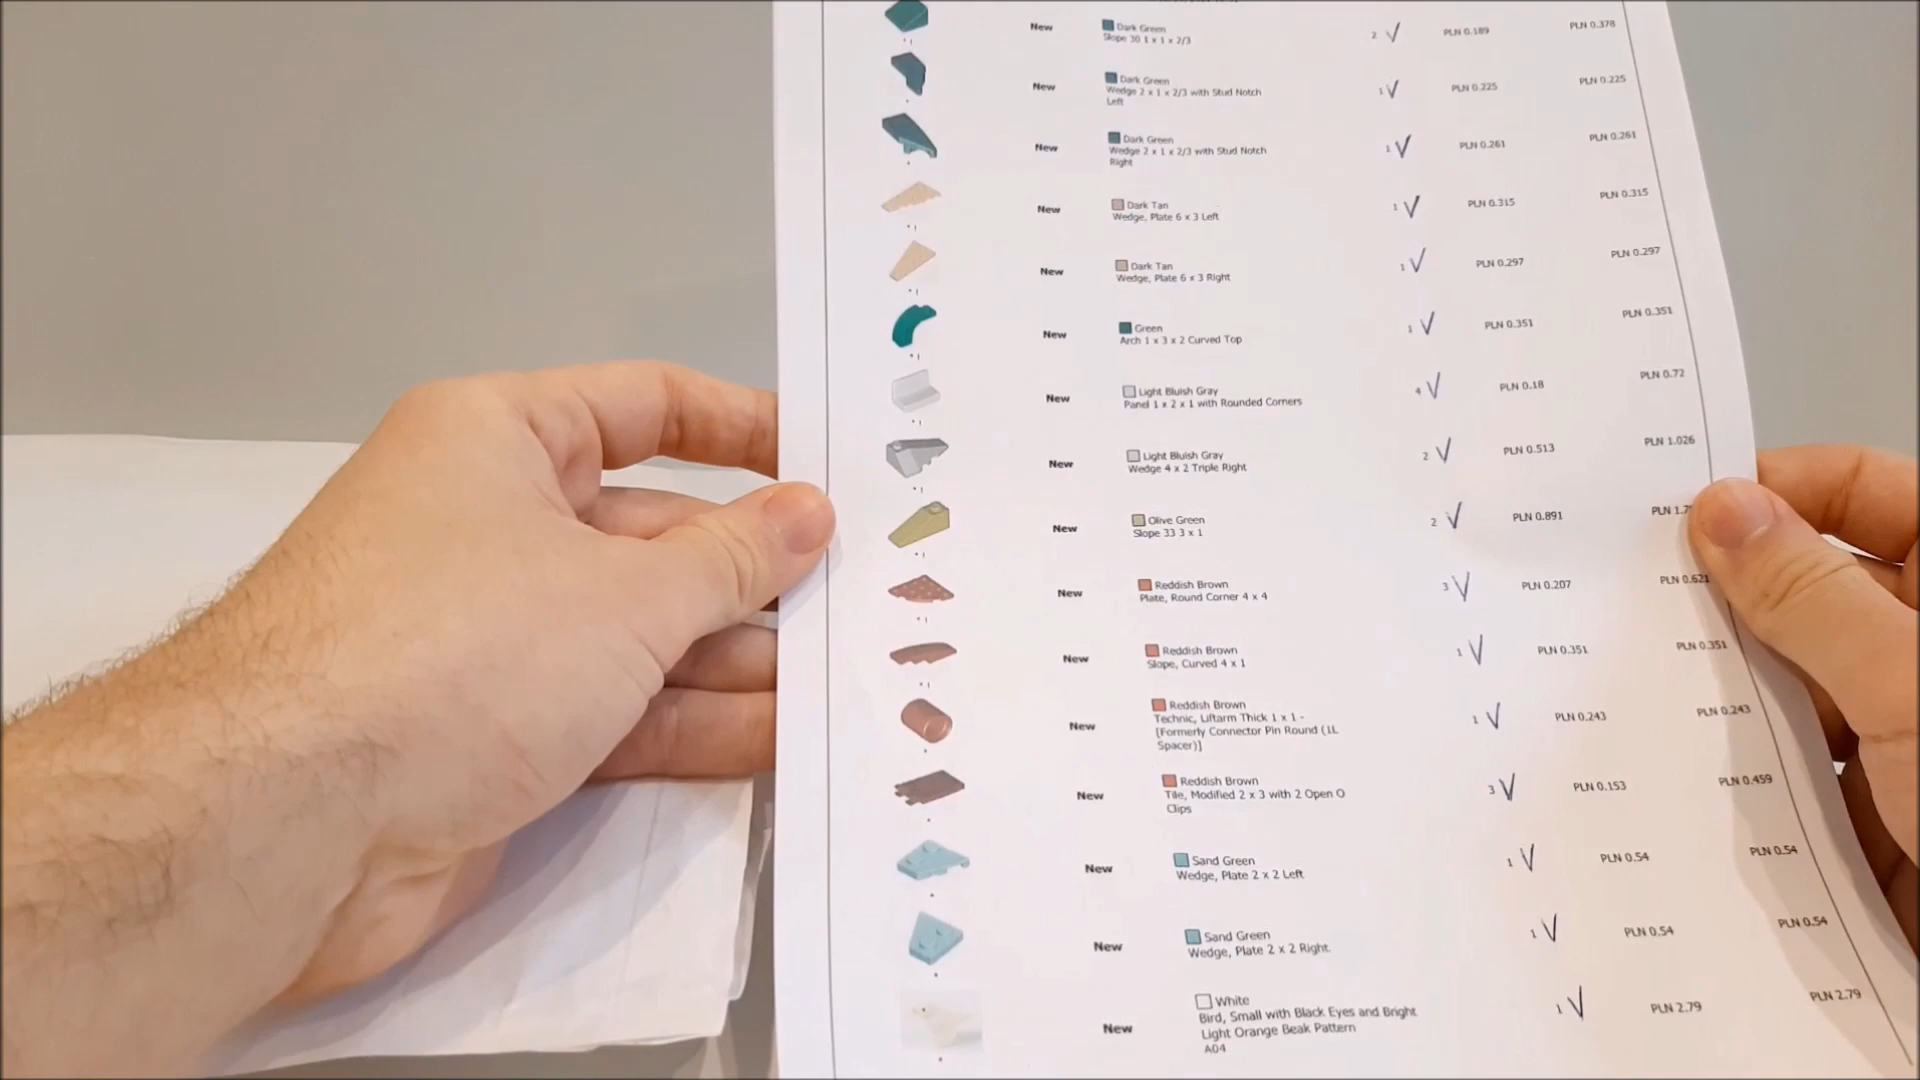 New Dark Green 2 √ PLN 0.189 PLN 0.378
Slope 30 1 x 1 x 2/3
New Dark Green 1 √ PLN 0.225 PLN 0.225
Wedge 2 x 1 x 2/3 with Stud Notch
Left
New Dark Green 1 √ PLN 0.261 PLN 0.261
Wedge 2 x 1 x 2/3 with Stud Notch
Right
New Dark Tan 1 √ PLN 0.315 PLN 0.315
Wedge, Plate 6 x 3 Left
New Dark Tan 1 √ PLN 0.297 PLN 0.297
Wedge, Plate 6 x 3 Right
New Green 1 √ PLN 0.351 PLN 0.351
Arch 1 x 3 x 2 Curved Top
New Light Bluish Gray 4 √ PLN 0.18 PLN 0.72
Panel 1 x 2 x 1 with Rounded Corners
New Light Bluish Gray 2 √ PLN 0.513 PLN 1.026
Wedge 4 x 2 Triple Right
New Olive Green 2 √ PLN 0.891 PLN
Slope 33 3 x 1
New Reddish Brown 3 √ PLN 0.207 PLN 0.621
Plate, Round Corner 4 x 4
New Reddish Brown 1 √ PLN 0.351 PLN 0.351
Slope, Curved 4 x 1
New Reddish Brown 1 √ PLN 0.243 PLN 0.243
Technic, Liftarm Thick 1 x 1 -
[Formerly Connector Pin Round (1L
Spacer)]
New Reddish Brown 3 √ PLN 0.153 PLN 0.459
Tile, Modified 2 x 3 with 2 Open O
Clips
New Sand Green 1 √ PLN 0.54 PLN 0.54
Wedge, Plate 2 x 2 Left
New Sand Green 1 √ PLN 0.54 PLN 0.54
Wedge, Plate 2 x 2 Right
New White 1 √ PLN 2.79 PLN 2.79
Bird, Small with Black Eyes and Bright
Light Orange Beak Pattern
A04